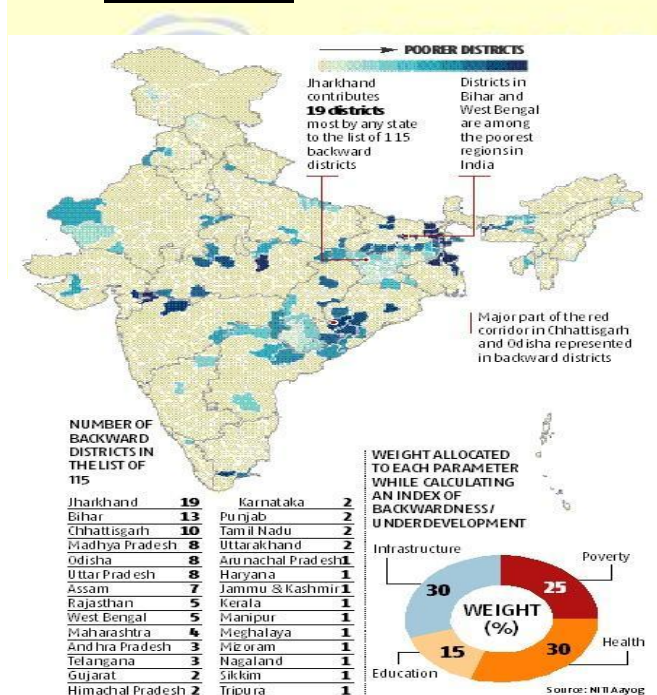 POORER DISTRICTS
Jharkhand
contributes
19 districts
most by any state
to the list of 115
backward
districts
Districts in
Bihar and
West Bengal
are among
the poorest
regions in
India
Major part of the red
corridor in Chhattisgarh
and Odisha represented
in backward districts
NUMBER OF
BACKWARD
DISTRICTS IN
THE LIST OF
115
Jharkhand 19
Bihar 13
Chhattisgarh 10
Madhya Pradesh 8
Odisha 8
Uttar Pradesh 8
Assam 7
Rajasthan 5
West Bengal 5
Maharashtra 4
Andhra Pradesh 3
Telangana 3
Gujarat 2
Himachal Pradesh 2
Karnataka 2
Punjab 2
Tamil Nadu 2
Uttarakhand 2
Arunachal Pradesh 1
Haryana 1
Jammu & Kashmir 1
Kerala 1
Manipur 1
Meghalaya 1
Mizoram 1
Nagaland 1
Sikkim 1
Tripura 1
WEIGHT ALLOCATED
TO EACH PARAMETER
WHILE CALCULATING
AN INDEX OF
BACKWARDNESS/
UNDERDEVELOPMENT
Infrastructure
30
Poverty
25
WEIGHT
(%)
Health
30
Education
15
Source: NITI Aayog